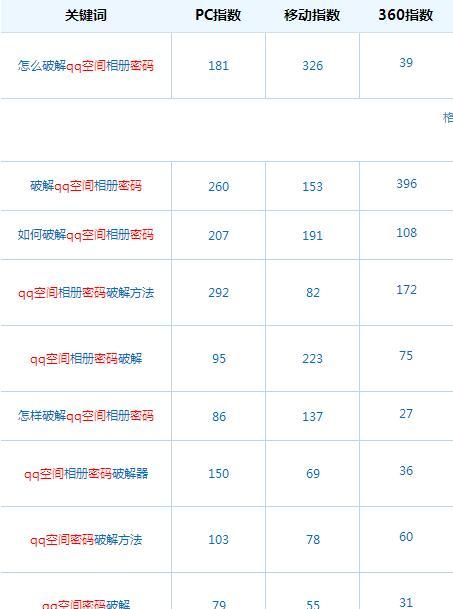 关键词 PC指数 移动指数 360指数
怎么破解qq空间相册密码 181 326 39
格
破解qq空间相册密码 260 153 396
如何破解qq空间相册密码 207 191 108
qq空间相册密码破解方法 292 82 172
qq空间相册密码破解 95 223 75
怎样破解qq空间相册密码 86 137 27
qq空间相册密码破解器 150 69 36
qq空间密码破解方法 103 78 60
qq空间密码破解 79 55 31